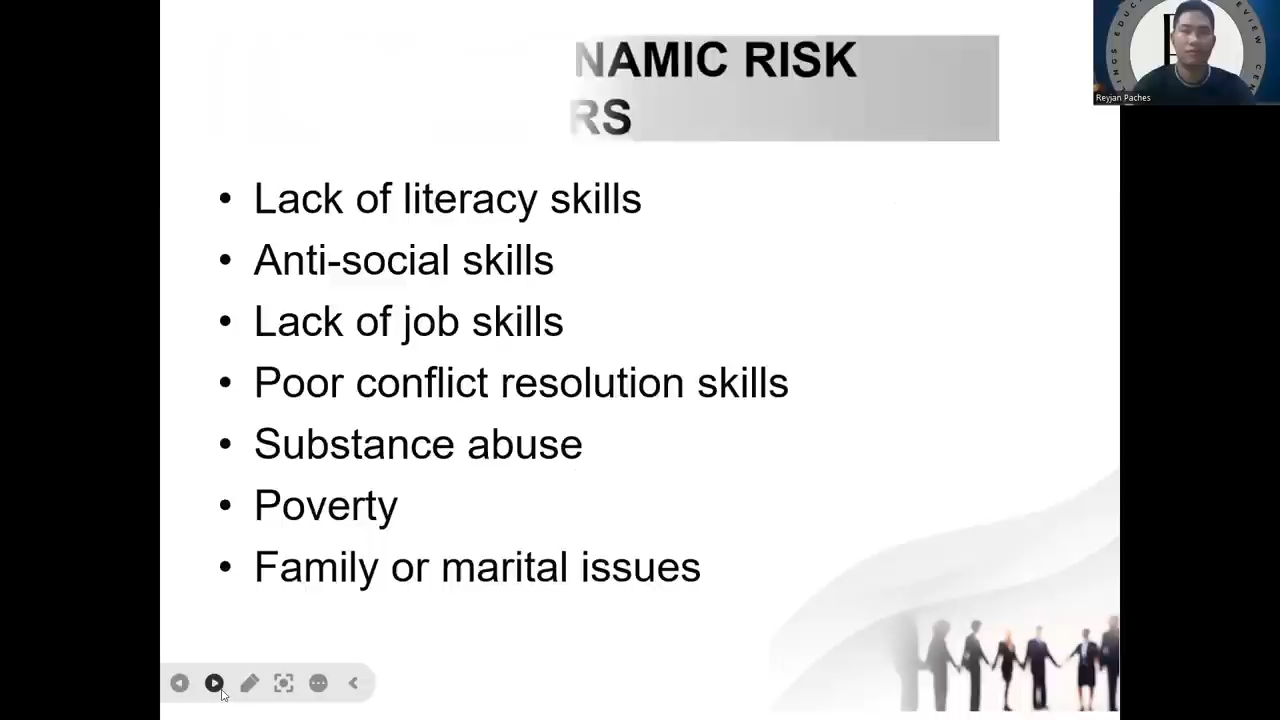 NAMIC RISK
RS
• Lack of literacy skills
• Anti-social skills
• Lack of job skills
• Poor conflict resolution skills
• Substance abuse
• Poverty
• Family or marital issues
Reyjan Paches